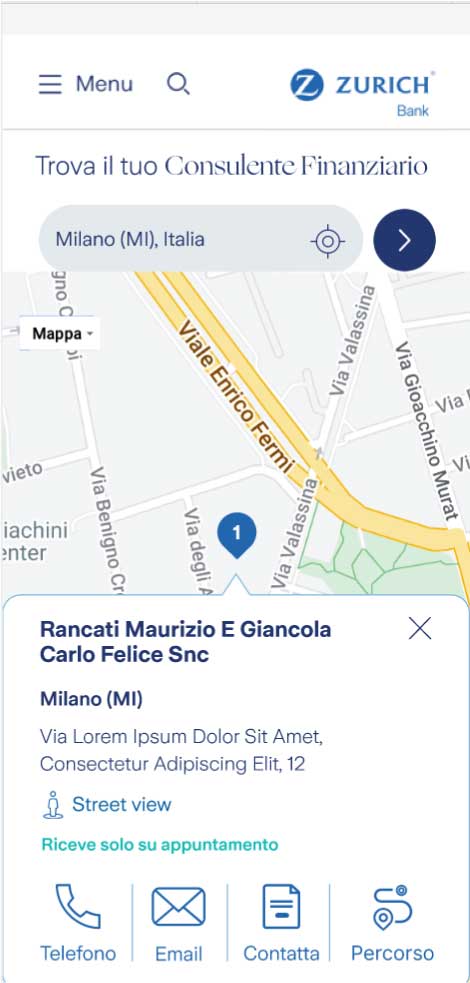 Menu
ZURICH®
Bank
Trova il tuo Consulente Finanziario
Milano (MI), Italia
Mappa
Viale Enrico Fermi
Via Valassina
Via Gioacchino Murat
Via
Via Benigno Cr
Via degli A
Via Valassina
vieto
iachini
enter
1
Rancati Maurizio E Giancola
Carlo Felice Snc
Milano (MI)
Via Lorem Ipsum Dolor Sit Amet,
Consectetur Adipiscing Elit, 12
Street view
Riceve solo su appuntamento
Telefono
Email
Contatta
Percorso